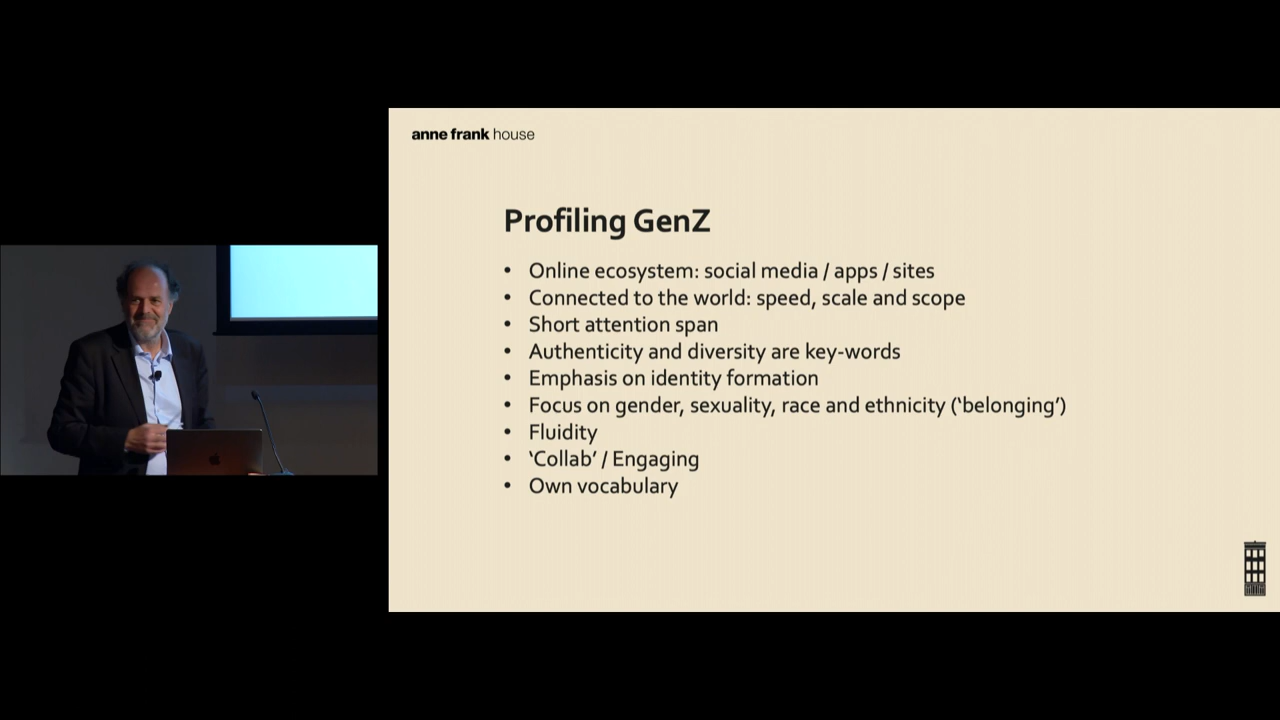 anne frank house
Profiling GenZ
• Online ecosystem: social media / apps / sites
• Connected to the world: speed, scale and scope
• Short attention span
• Authenticity and diversity are key-words
• Emphasis on identity formation
• Focus on gender, sexuality, race and ethnicity (‘belonging’)
• Fluidity
• ‘Collab’ / Engaging
• Own vocabulary